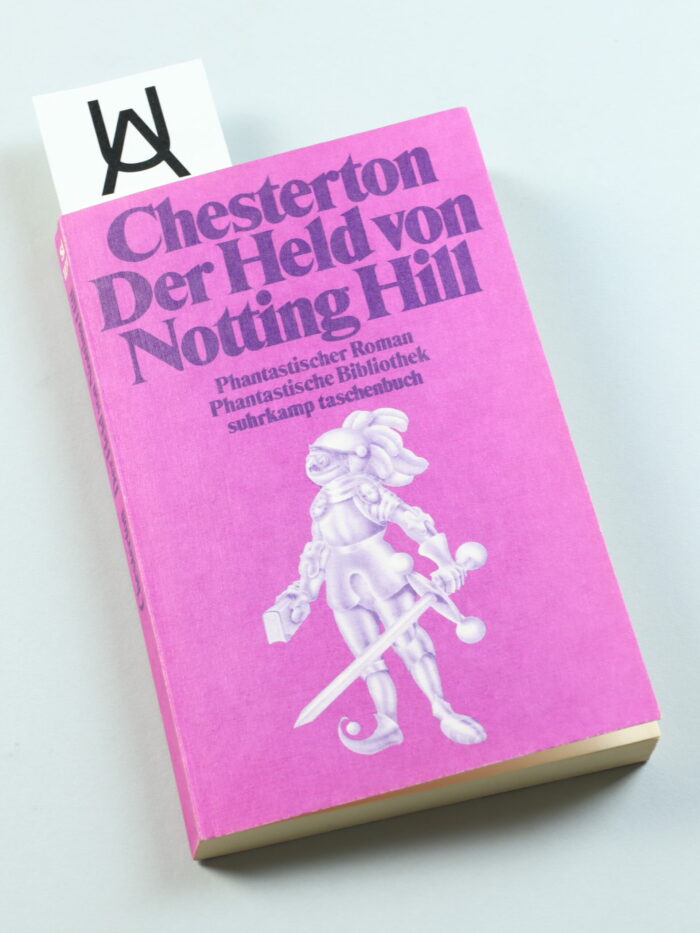 Chesterton
Der Held von
Notting Hill
Phantastischer Roman
Phantastische Bibliothek
suhrkamp taschenbuch